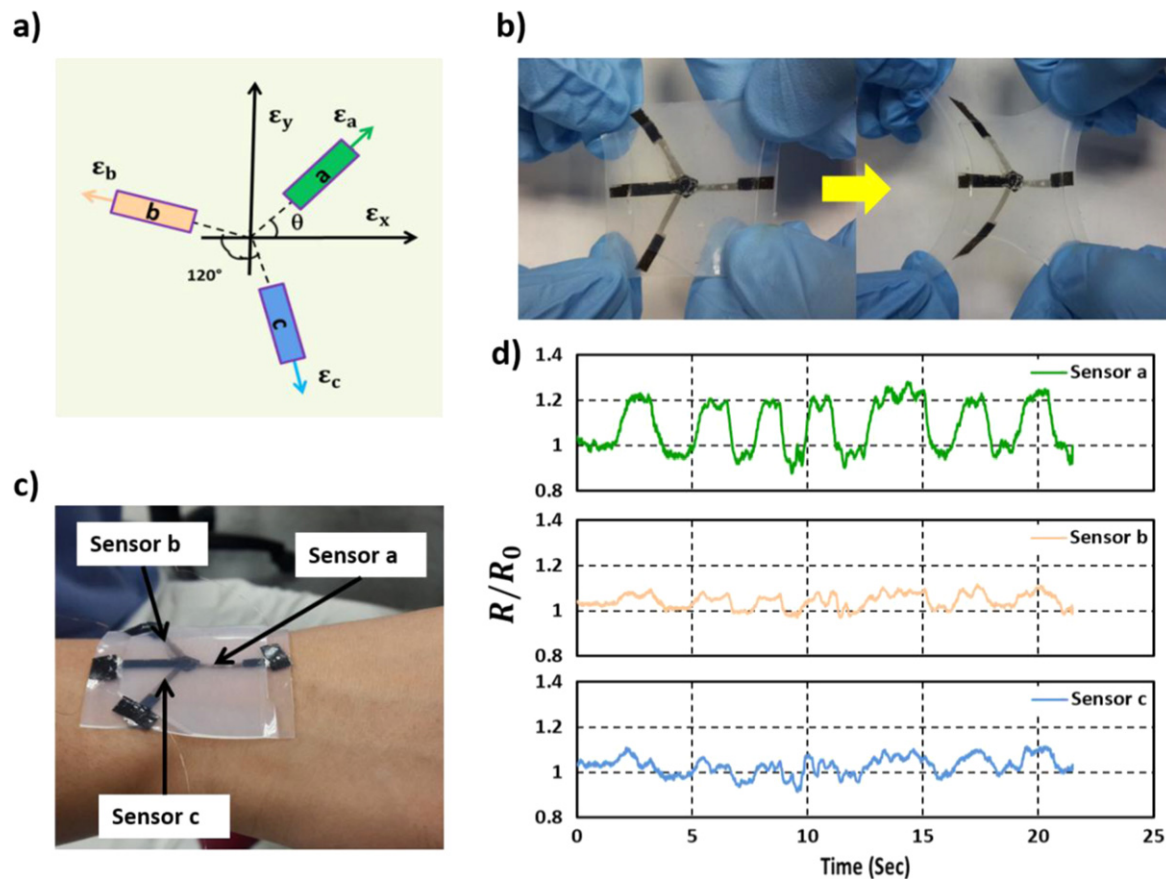 a)
εy
εa
a
εb
b
εx
θ
120°
c
εc
b)
c)
Sensor b
Sensor a
Sensor c
d)
R/R0
1.4
1.2
1
0.8
Sensor a
1.4
1.2
1
0.8
Sensor b
1.4
1.2
1
0.8
Sensor c
0 5 10 15 20 25
Time (Sec)